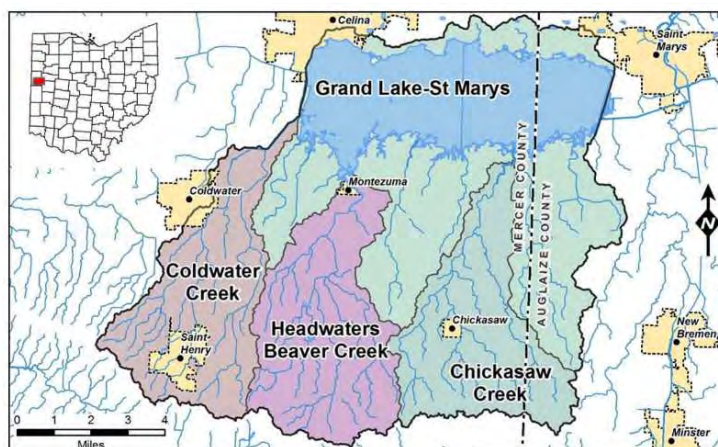 Celina
Saint-
Marys
Grand Lake-St Marys
MERCER COUNTY
AUGLAIZE COUNTY
Coldwater
Montezuma
N
Coldwater
Creek
Headwaters
Beaver Creek
Chickasaw
Saint-
Henry
New
Bremen
Chickasaw
Creek
Minster
0 1 2 3 4
Miles